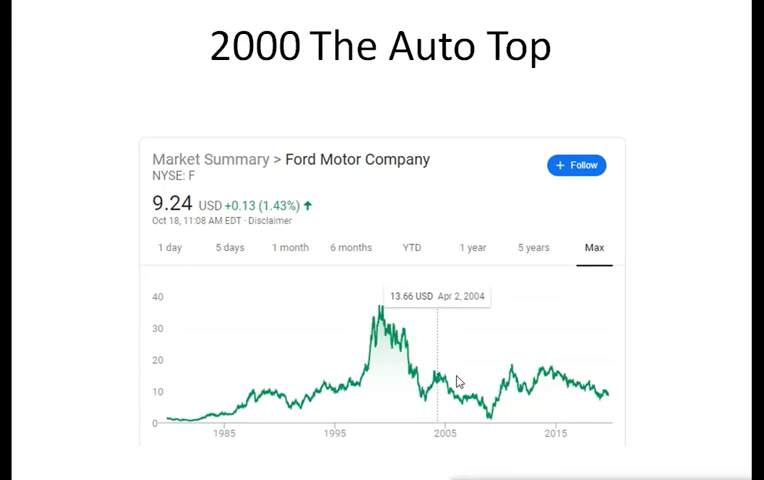 2000 The Auto Top
Market Summary > Ford Motor Company
+ Follow
NYSE: F
9.24 USD +0.13 (1.43%) ↑
Oct 18, 11:08 AM EDT · Disclaimer
1 day 5 days 1 month 6 months YTD 1 year 5 years Max
13.66 USD Apr 2, 2004
40
30
20
10
0
1985 1995 2005 2015